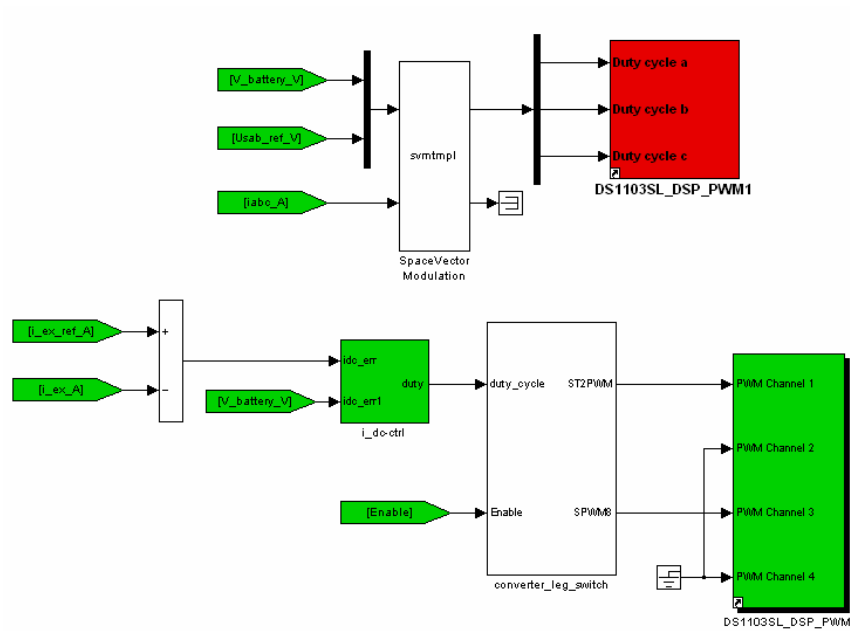 [V_battery_V]
[Usab_ref_V]
[iabc_A]
svmtmpl
SpaceVector
Modulation
Duty cycle a
Duty cycle b
Duty cycle c
DS1103SL_DSP_PWM1
[i_ex_ref_A]
[i_ex_A]
+
−
[V_battery_V]
idc_err
duty
idc_err1
i_dc-ctrl
[Enable]
duty_cycle
ST2PWM
Enable
SPWM8
converter_leg_switch
PWM Channel 1
PWM Channel 2
PWM Channel 3
PWM Channel 4
DS1103SL_DSP_PWM